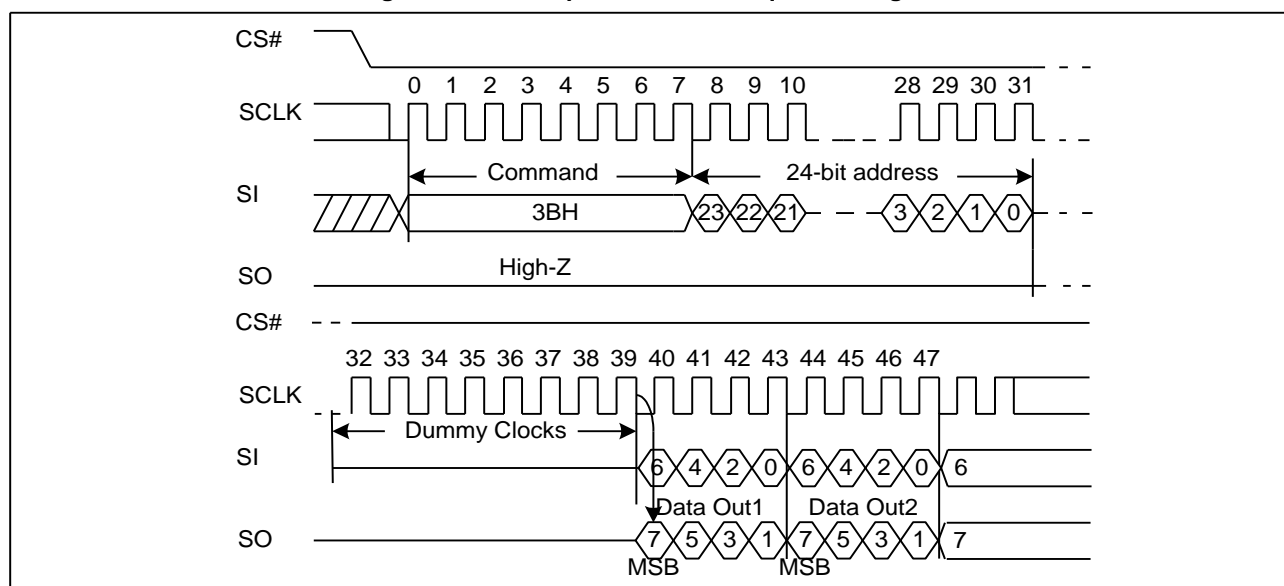 CS#
0 1 2 3 4 5 6 7 8 9 10 28 29 30 31
SCLK
Command 24-bit address
SI
3BH 23 22 21 3 2 1 0
High-Z
SO
CS#
32 33 34 35 36 37 38 39 40 41 42 43 44 45 46 47
SCLK
Dummy Clocks
SI
6 4 2 0 6 4 2 0 6
Data Out1 Data Out2
SO
7 5 3 1 7 5 3 1 7
MSB MSB